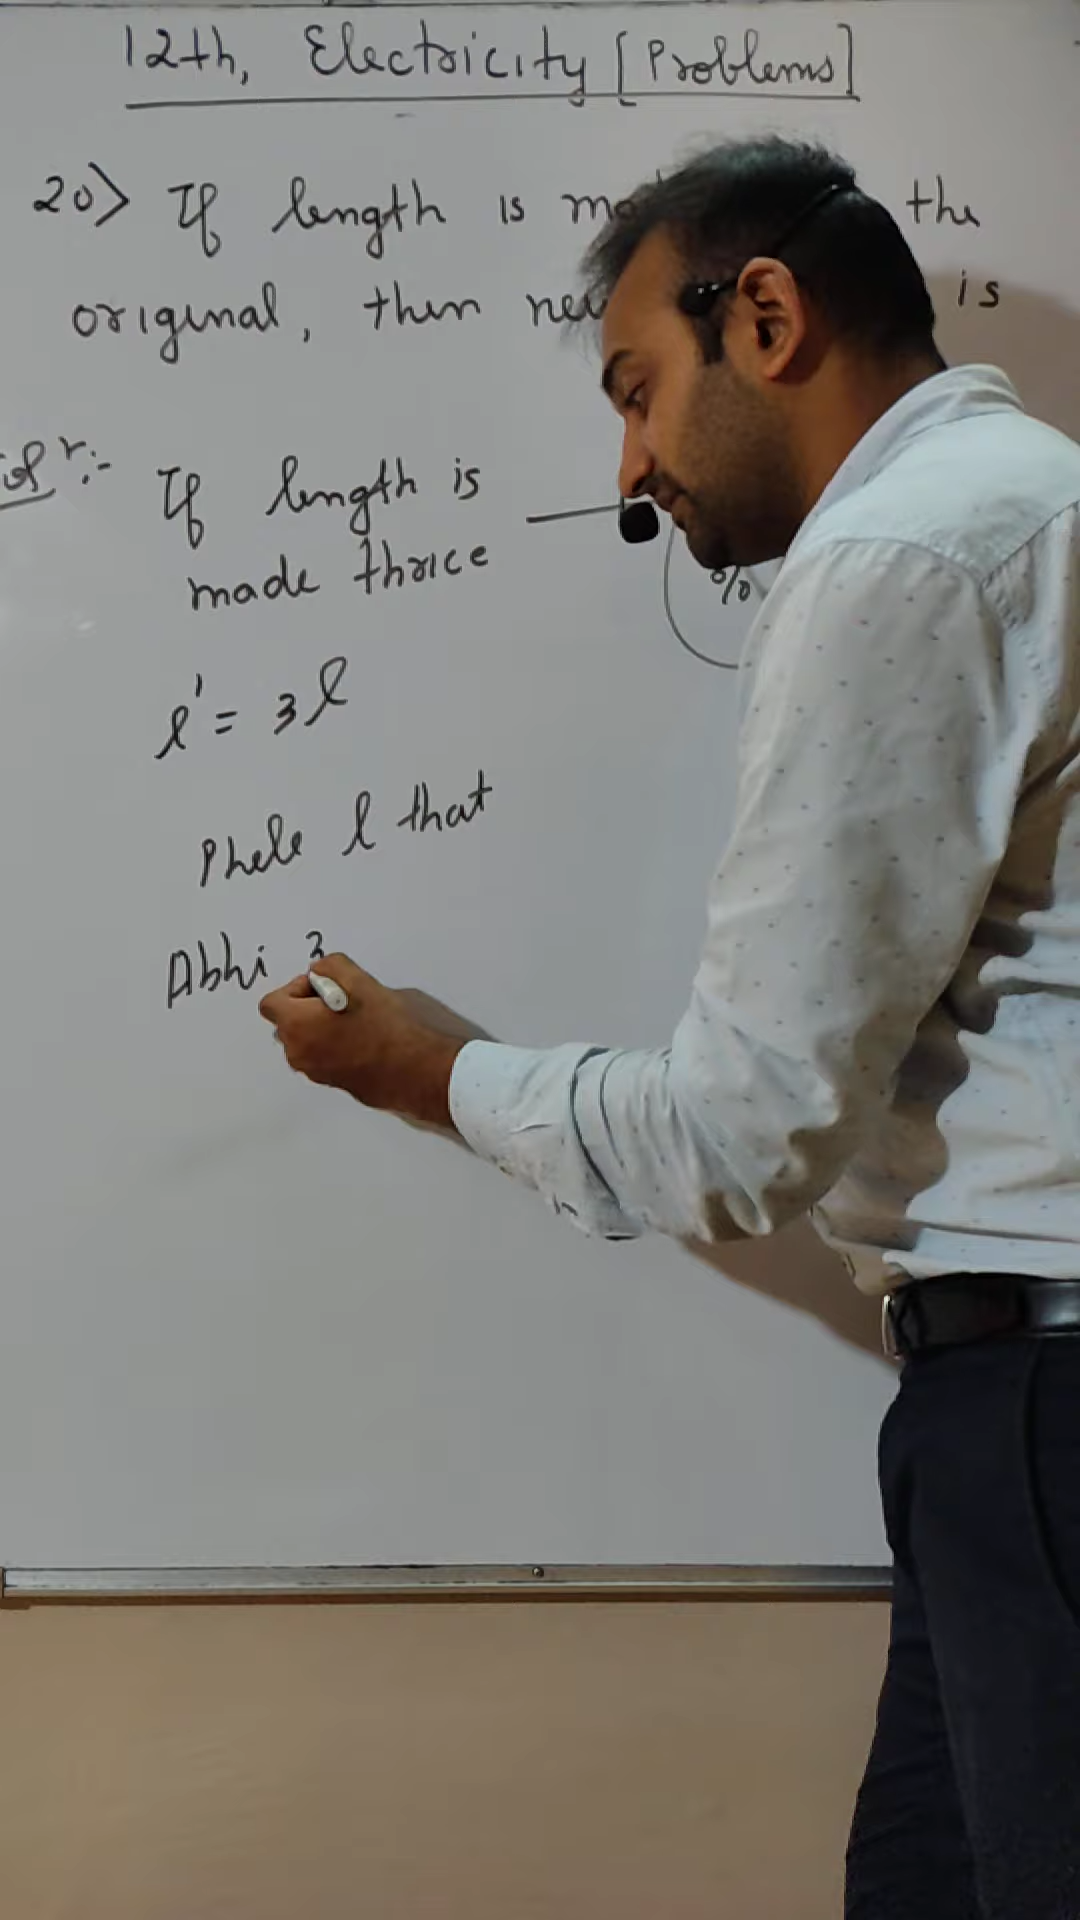 12th, Electricity [Problems]
20> If length is the
original, then is
Solⁿ:- If length is
made thrice
%
l' = 3l
Phele l that
Abhi 3